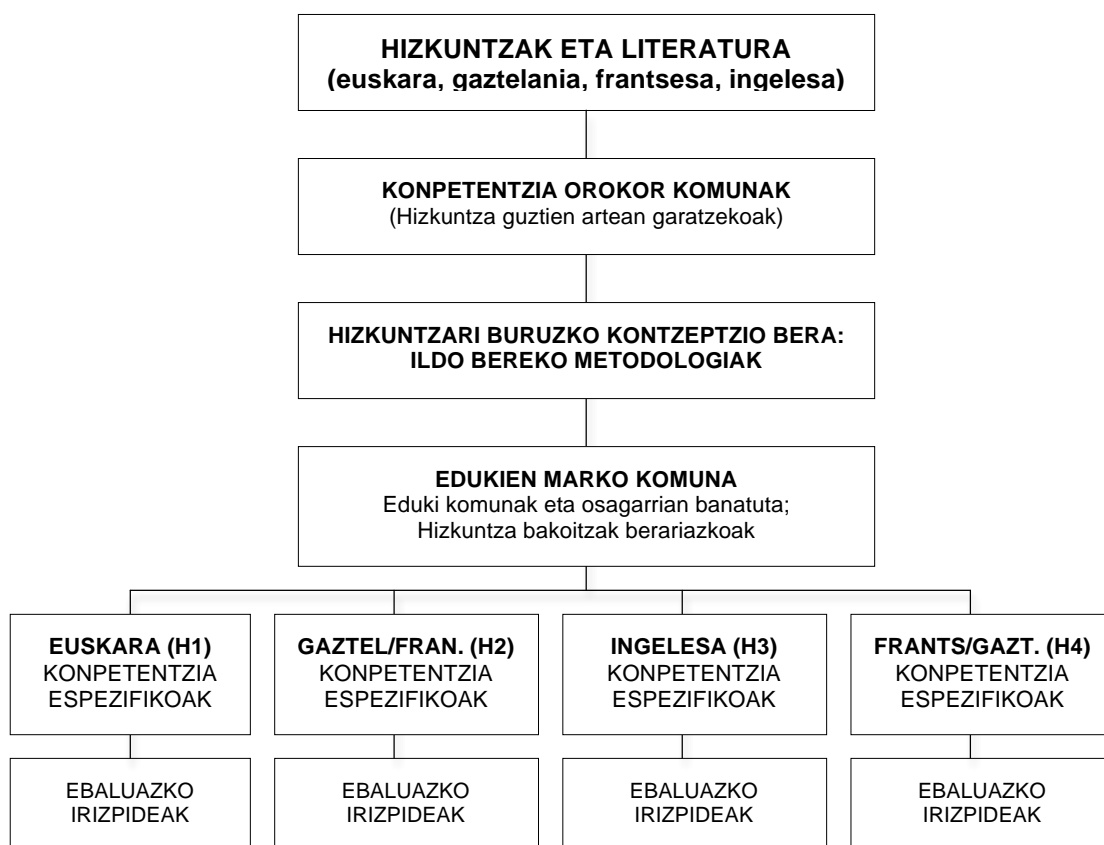 HIZKUNTZAK ETA LITERATURA
(euskara, gaztelania, frantsesa, ingelesa)
KONPETENTZIA OROKOR KOMUNAK
(Hizkuntza guztien artean garatzekoak)
HIZKUNTZARI BURUZKO KONTZEPTZIO BERA:
ILDO BEREKO METODOLOGIAK
EDUKIEN MARKO KOMUNA
Eduki komunak eta osagarrian banatuta;
Hizkuntza bakoitzak berariazkoak
EUSKARA (H1)
KONPETENTZIA
ESPEZIFIKOAK
GAZTEL/FRAN. (H2)
KONPETENTZIA
ESPEZIFIKOAK
INGELESA (H3)
KONPETENTZIA
ESPEZIFIKOAK
FRANTS/GAZT. (H4)
KONPETENTZIA
ESPEZIFIKOAK
EBALUAZKO
IRIZPIDEAK
EBALUAZKO
IRIZPIDEAK
EBALUAZKO
IRIZPIDEAK
EBALUAZKO
IRIZPIDEAK